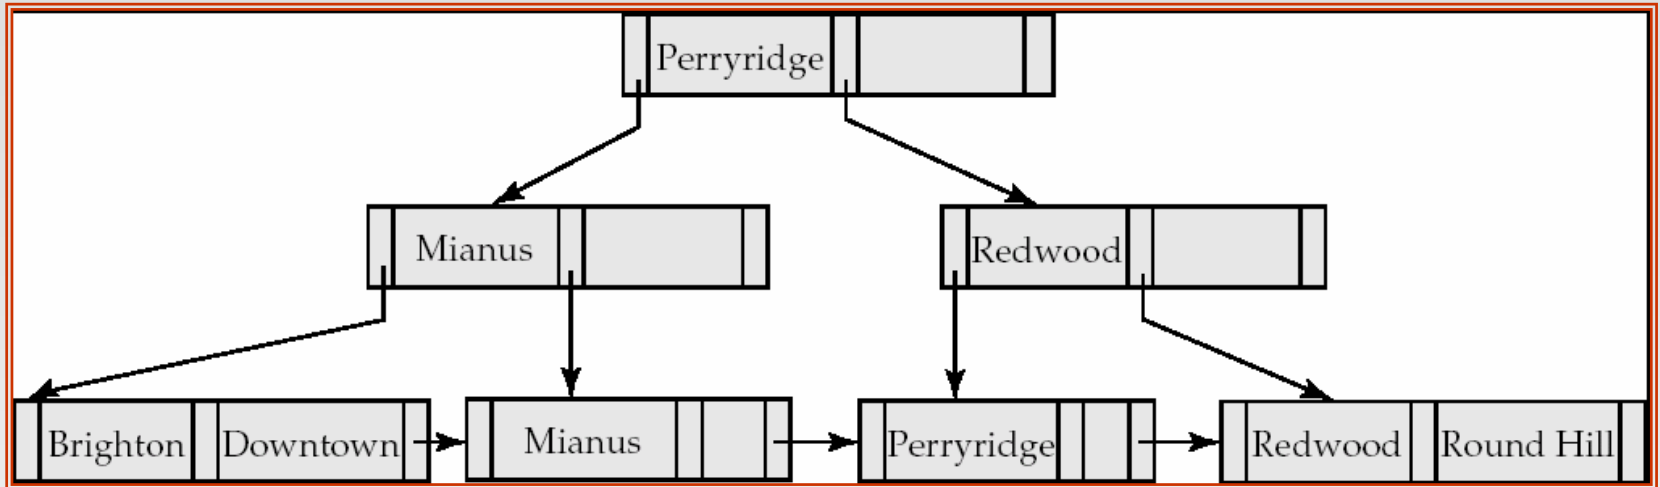 Perryridge
Mianus
Redwood
Brighton Downtown
Mianus
Perryridge
Redwood Round Hill